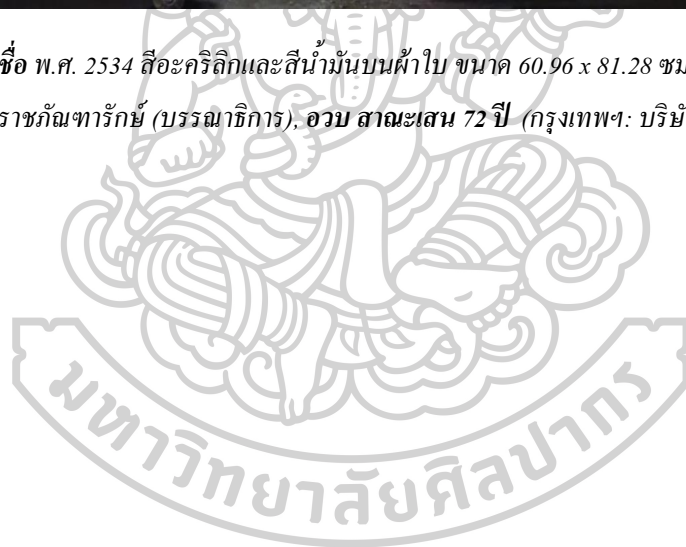 ชื่อ พ.ศ. 2534 สีอะคริลิกและสีน้ำมันบนผ้าใบ ขนาด 60.96 x 81.28 ซม
ราชภัณฑารักษ์ (บรรณาธิการ), อวบ สาณะเสน 72 ปี (กรุงเทพฯ: บริษั
มหาวิทยาลัยศิลปากร